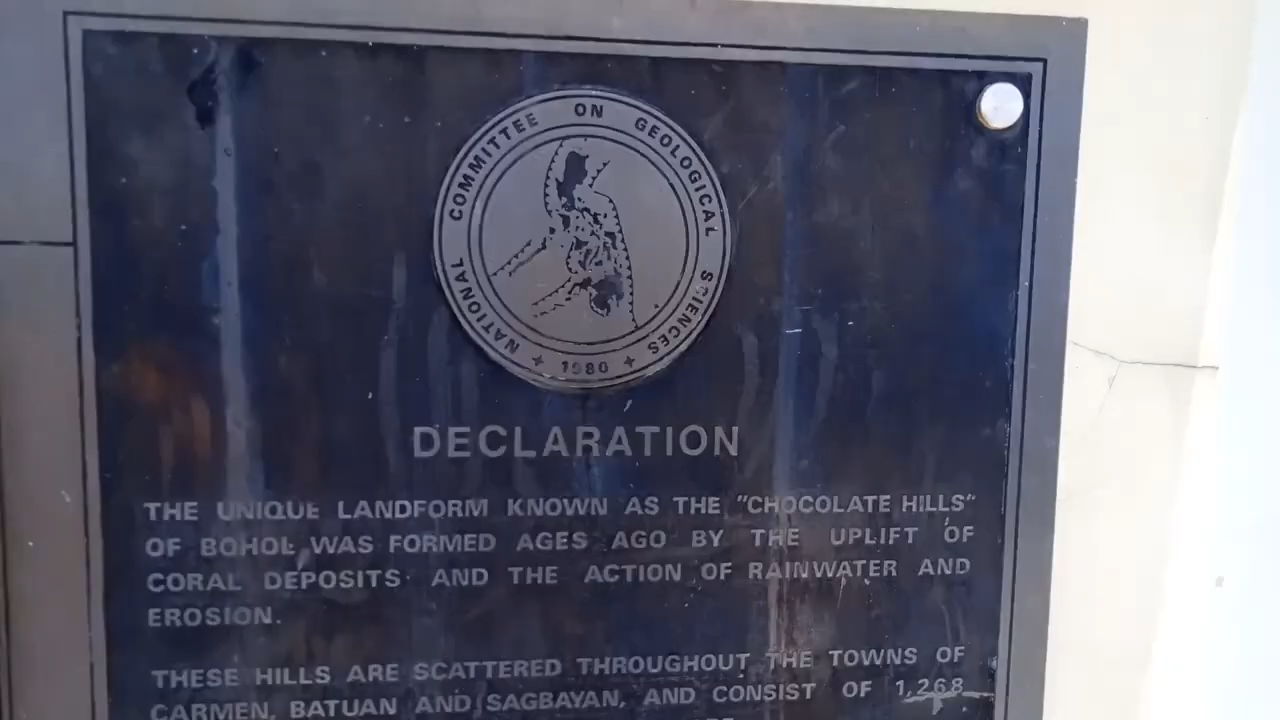 NATIONAL COMMITTEE ON GEOLOGICAL SCIENCES
1980
DECLARATION
THE UNIQUE LANDFORM KNOWN AS THE "CHOCOLATE HILLS"
OF BOHOL WAS FORMED AGES AGO BY THE UPLIFT OF
CORAL DEPOSITS AND THE ACTION OF RAINWATER AND
EROSION.
THESE HILLS ARE SCATTERED THROUGHOUT THE TOWNS OF
CARMEN, BATUAN AND SAGBAYAN, AND CONSIST OF 1,268